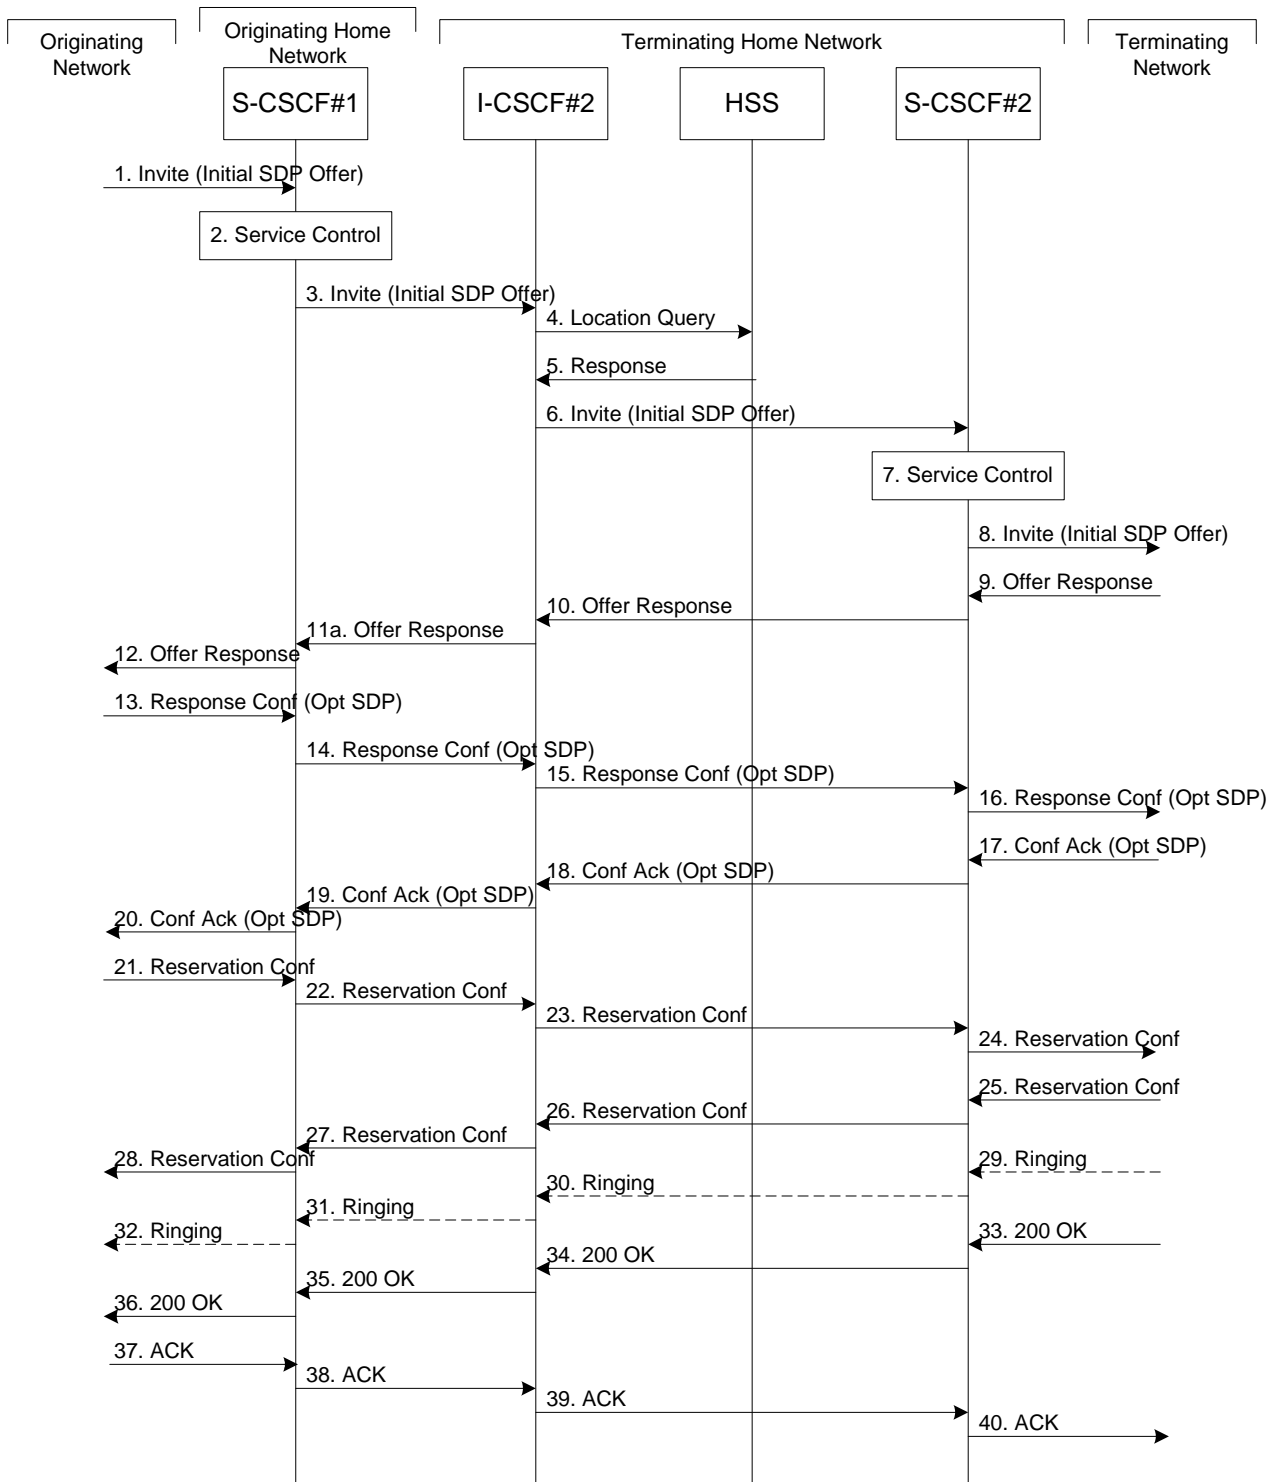 Originating
Network
Originating Home
Network
Terminating Home Network
Terminating
Network
S-CSCF#1
I-CSCF#2
HSS
S-CSCF#2
1. Invite (Initial SDP Offer)
2. Service Control
3. Invite (Initial SDP Offer)
4. Location Query
5. Response
6. Invite (Initial SDP Offer)
7. Service Control
8. Invite (Initial SDP Offer)
9. Offer Response
10. Offer Response
11a. Offer Response
12. Offer Response
13. Response Conf (Opt SDP)
14. Response Conf (Opt SDP)
15. Response Conf (Opt SDP)
16. Response Conf (Opt SDP)
17. Conf Ack (Opt SDP)
18. Conf Ack (Opt SDP)
19. Conf Ack (Opt SDP)
20. Conf Ack (Opt SDP)
21. Reservation Conf
22. Reservation Conf
23. Reservation Conf
24. Reservation Conf
25. Reservation Conf
26. Reservation Conf
27. Reservation Conf
28. Reservation Conf
29. Ringing
30. Ringing
31. Ringing
32. Ringing
33. 200 OK
34. 200 OK
35. 200 OK
36. 200 OK
37. ACK
38. ACK
39. ACK
40. ACK